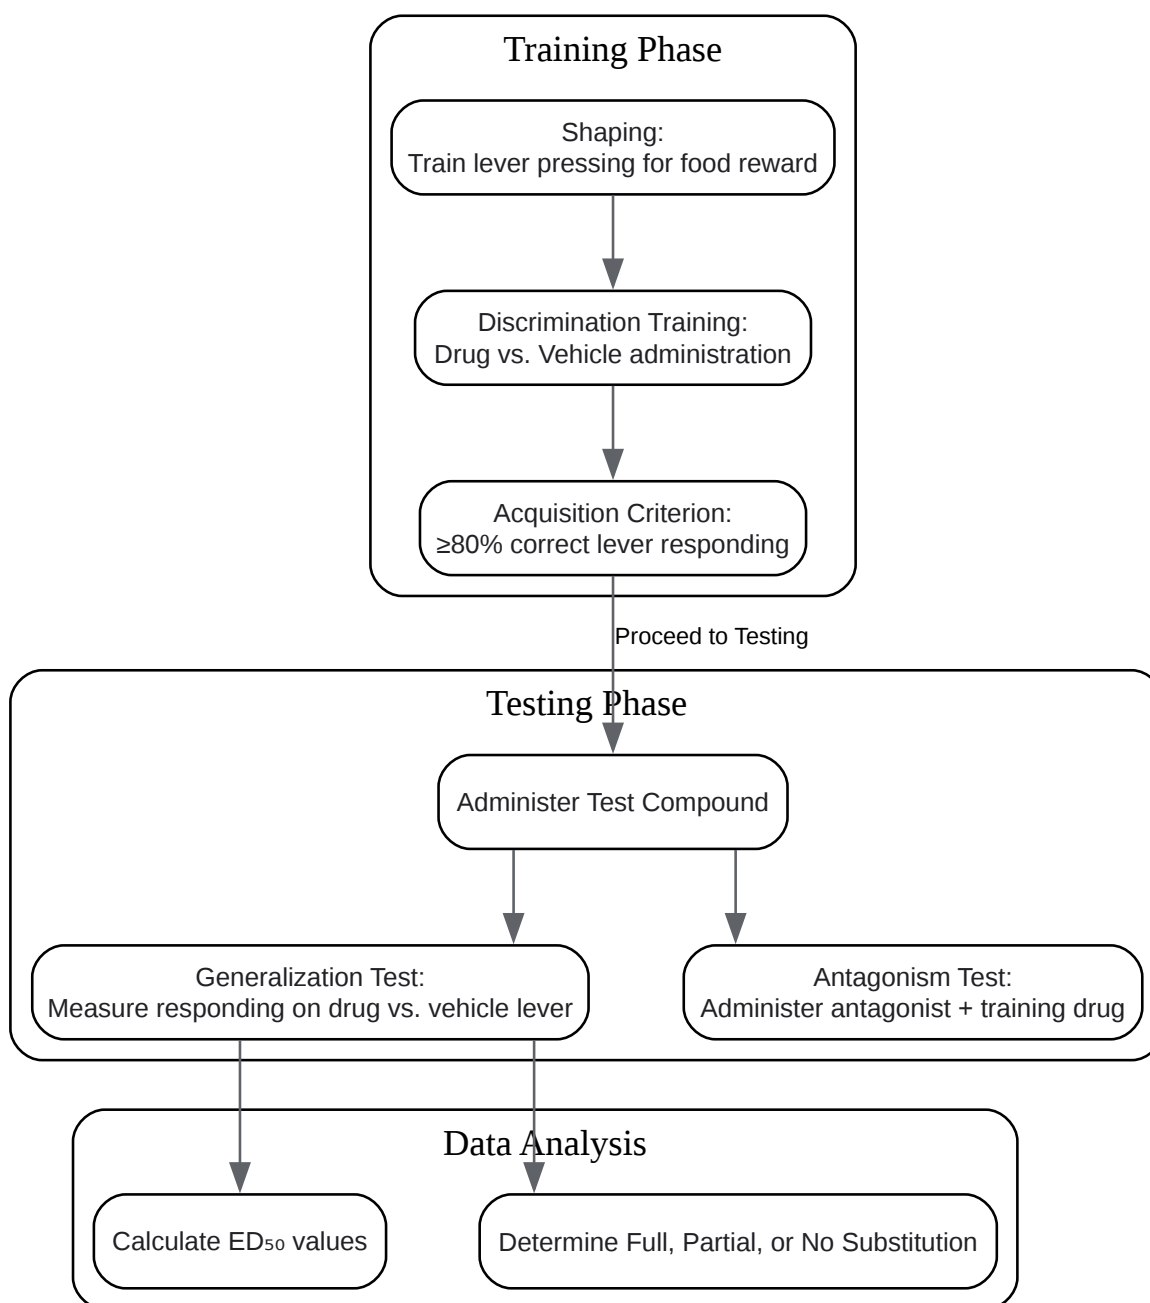 Training Phase
Shaping:
Train lever pressing for food reward
Discrimination Training:
Drug vs. Vehicle administration
Acquisition Criterion:
≥80% correct lever responding
Proceed to Testing
Testing Phase
Administer Test Compound
Generalization Test:
Measure responding on drug vs. vehicle lever
Antagonism Test:
Administer antagonist + training drug
Data Analysis
Calculate ED₅₀ values
Determine Full, Partial, or No Substitution